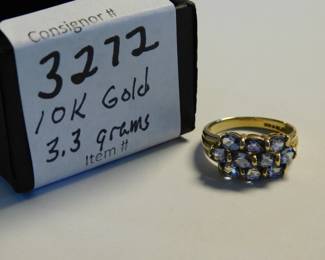 Consignor #
3272
10K Gold
3.3 grams
Item #